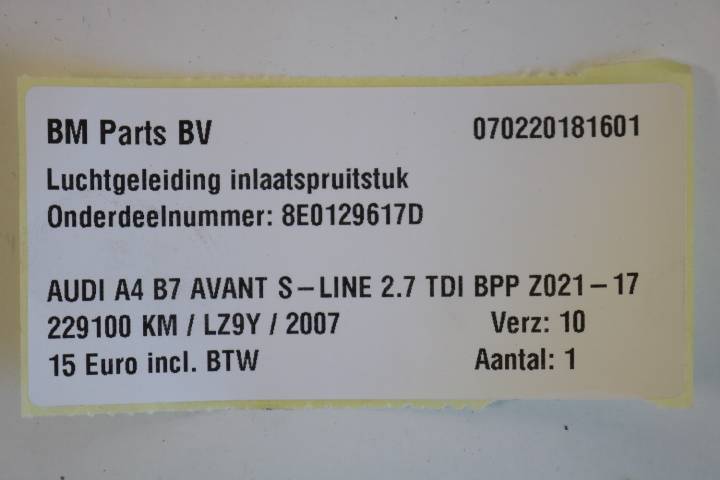 BM Parts BV 070220181601
Luchtgeleiding inlaatspruitstuk
Onderdeelnummer: 8E0129617D
AUDI A4 B7 AVANT S-LINE 2.7 TDI BPP Z021-17
229100 KM / LZ9Y / 2007 Verz: 10
15 Euro incl. BTW Aantal: 1